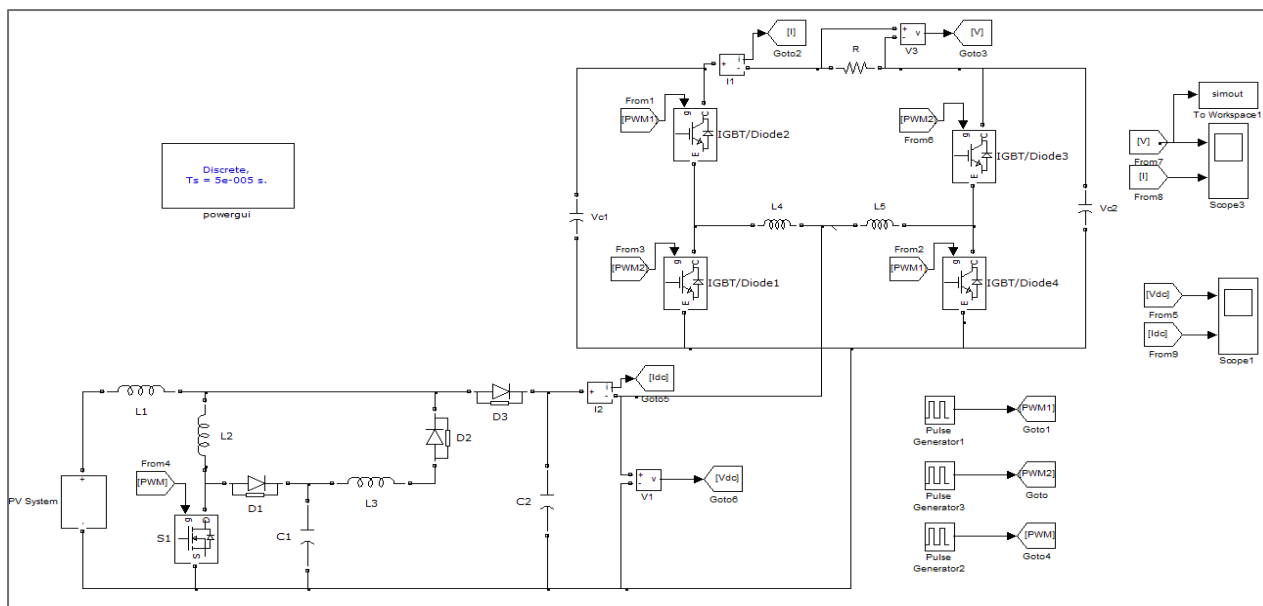 [I]
Goto2
i
+
-
I1
R
+
-
v
V3
[V]
Goto3
From1
[PWM1]
g
C
E
IGBT/Diode2
[PWM2]
From6
g
C
E
IGBT/Diode3
simout
To Workspace1
[V]
From7
[I]
From8
Scope3
Discrete,
Ts = 5e-005 s.
powergui
Vc1
L4
L5
Vc2
From3
[PWM2]
g
C
E
IGBT/Diode1
From2
[PWM1]
g
C
E
IGBT/Diode4
[Vdc]
From5
[Idc]
From9
Scope1
L1
L2
D3
+
i
-
I2
[Idc]
Goto5
D2
From4
[PWM]
D1
L3
PV System
+
-
g
D
S
S1
C1
C2
+
-
v
V1
[Vdc]
Goto6
Pulse
Generator1
[PWM1]
Goto1
Pulse
Generator3
[PWM2]
Goto
Pulse
Generator2
[PWM]
Goto4